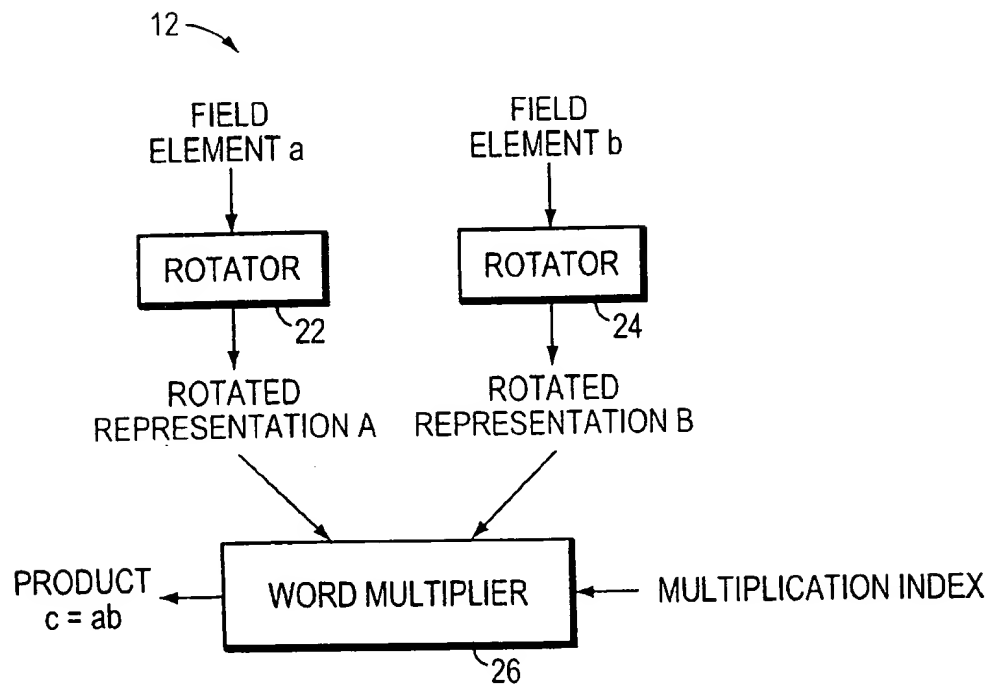 12
FIELD
ELEMENT a
FIELD
ELEMENT b
ROTATOR
22
ROTATOR
24
ROTATED
REPRESENTATION A
ROTATED
REPRESENTATION B
PRODUCT
c = ab
WORD MULTIPLIER
26
MULTIPLICATION INDEX